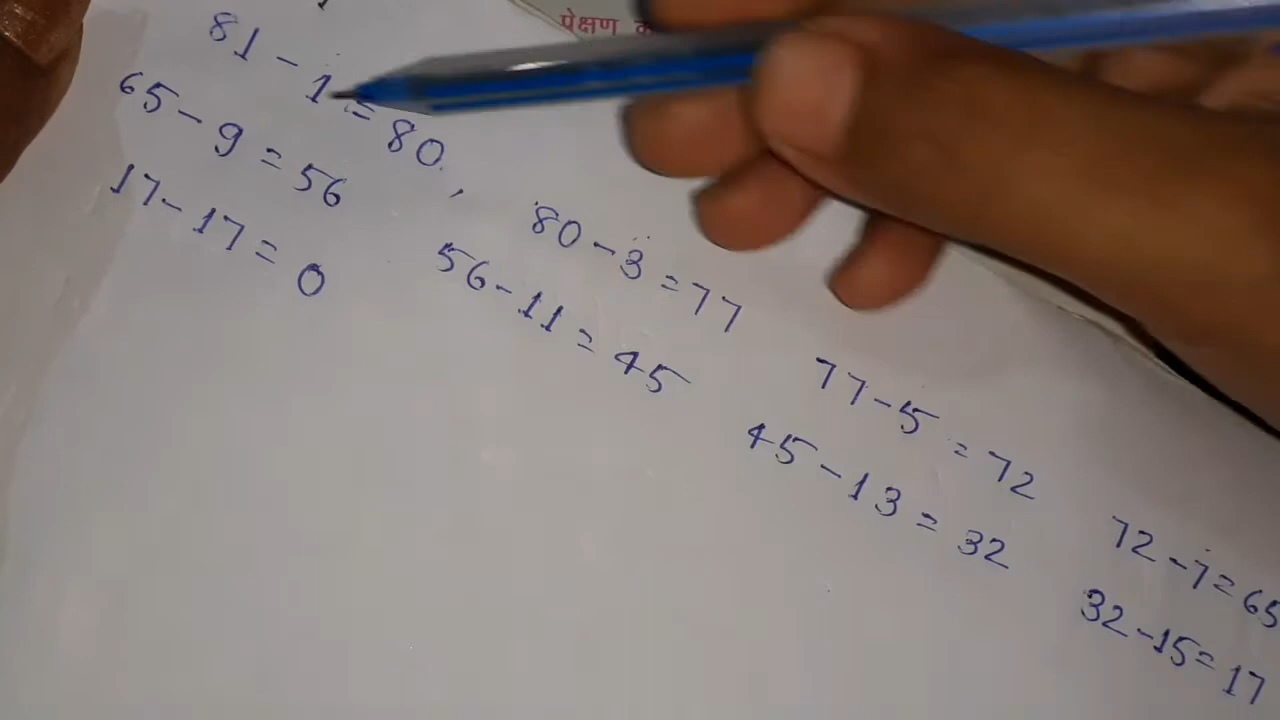 प्रेक्षण
81 - 1 = 80, 80 - 3 = 77 77 - 5 = 72 72 - 7 = 65
65 - 9 = 56 56 - 11 = 45 45 - 13 = 32 32 - 15 = 17
17 - 17 = 0